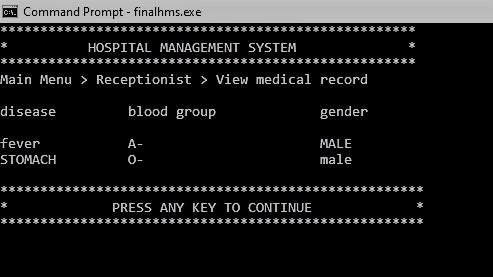 Command Prompt - finalhms.exe
****************************************************
* HOSPITAL MANAGEMENT SYSTEM *
****************************************************
Main Menu > Receptionist > View medical record
disease blood group gender
fever A- MALE
STOMACH O- male
*****************************************************
* PRESS ANY KEY TO CONTINUE *
*****************************************************